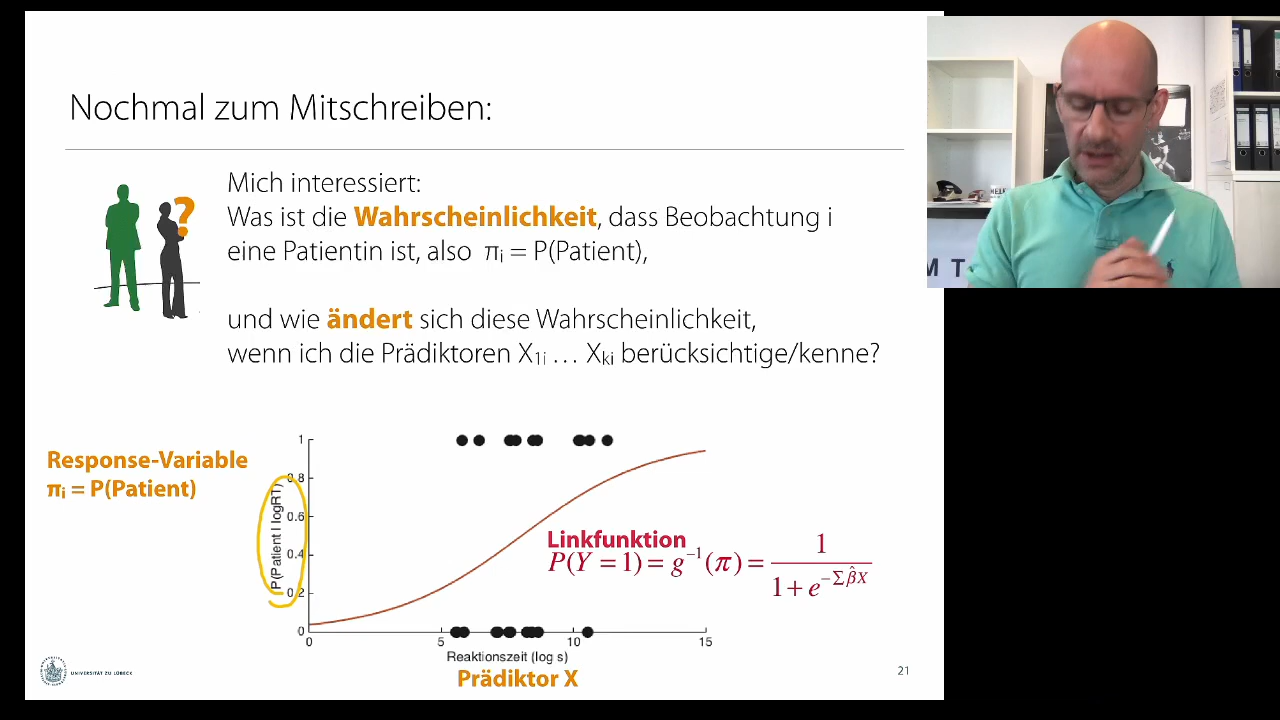 Nochmal zum Mitschreiben:
Mich interessiert:
Was ist die Wahrscheinlichkeit, dass Beobachtung i
eine Patientin ist, also πi = P(Patient),
und wie ändert sich diese Wahrscheinlichkeit,
wenn ich die Prädiktoren X1i … Xki berücksichtige/kenne?
?
Response-Variable
πi = P(Patient)
P(Patient | logRT)
1
0.8
0.6
0.4
0.2
0
0 5 10 15
Linkfunktion
P(Y = 1) = g⁻¹(π) = 1 / (1 + e^(−Σβ̂X))
Reaktionszeit (log s)
Prädiktor X
UNIVERSITÄT ZU LÜBECK
21
M T